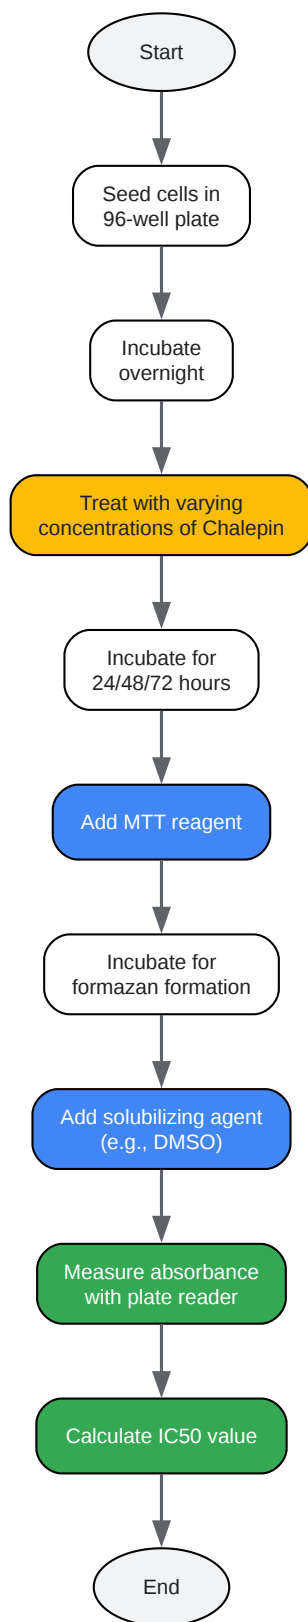 Start
Seed cells in
96-well plate
Incubate
overnight
Treat with varying
concentrations of Chalepin
Incubate for
24/48/72 hours
Add MTT reagent
Incubate for
formazan formation
Add solubilizing agent
(e.g., DMSO)
Measure absorbance
with plate reader
Calculate IC50 value
End